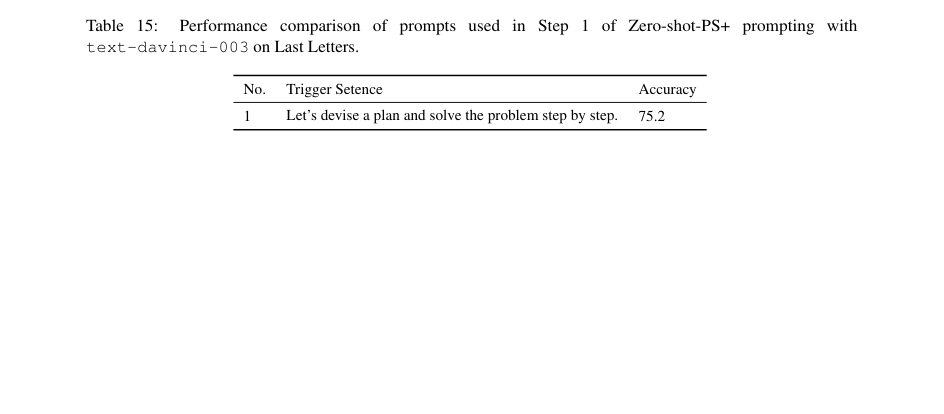 Table 15: Performance comparison of prompts used in Step 1 of Zero-shot-PS+ prompting with
text-davinci-003 on Last Letters.
No. Trigger Setence Accuracy
1 Let's devise a plan and solve the problem step by step. 75.2